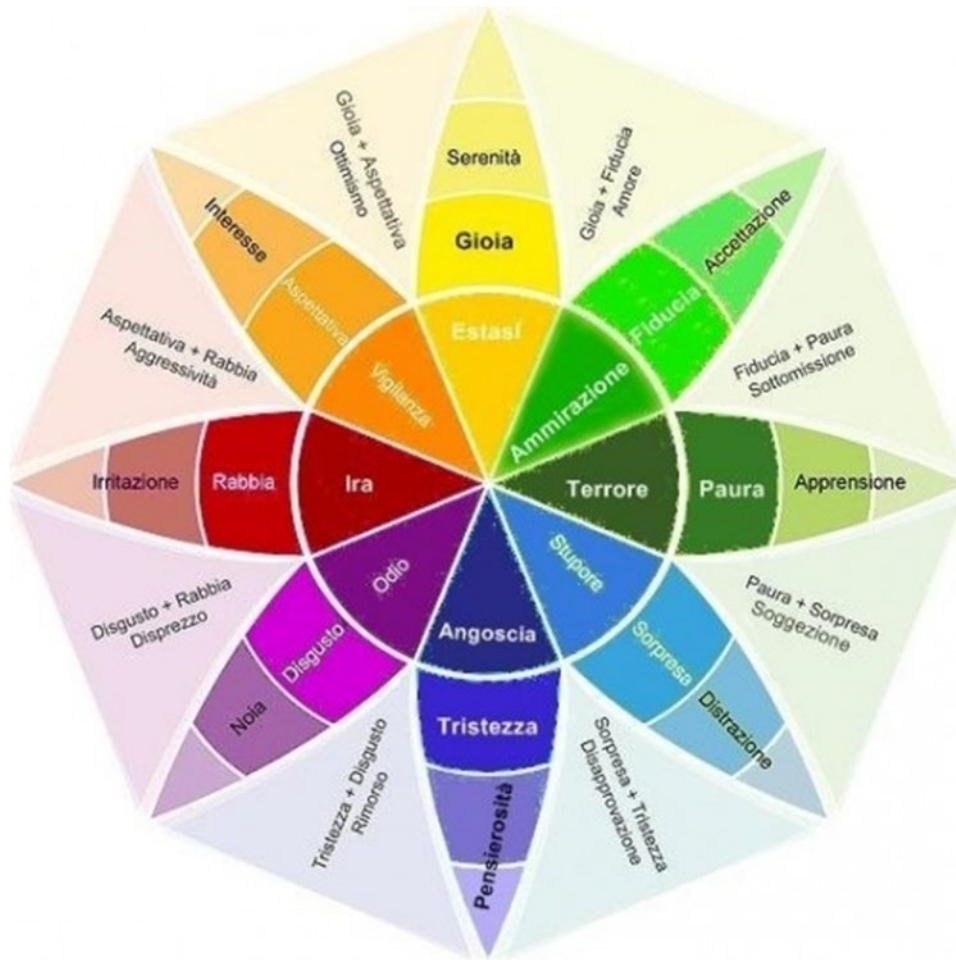 Gioia + Aspettativa
Ottimismo
Serenità
Gioia
Estasi
Gioia + Fiducia
Amore
Accettazione
Fiducia
Ammirazione
Fiducia + Paura
Sottomissione
Terrore
Paura
Apprensione
Paura + Sorpresa
Soggezione
Stupore
Sorpresa
Distrazione
Sorpresa + Tristezza
Disapprovazione
Angoscia
Tristezza
Pensierosità
Tristezza + Disgusto
Rimorso
Odio
Disgusto
Noia
Disgusto + Rabbia
Disprezzo
Irritazione
Rabbia
Ira
Aspettativa + Rabbia
Aggressività
Interesse
Aspettativa
Vigilanza